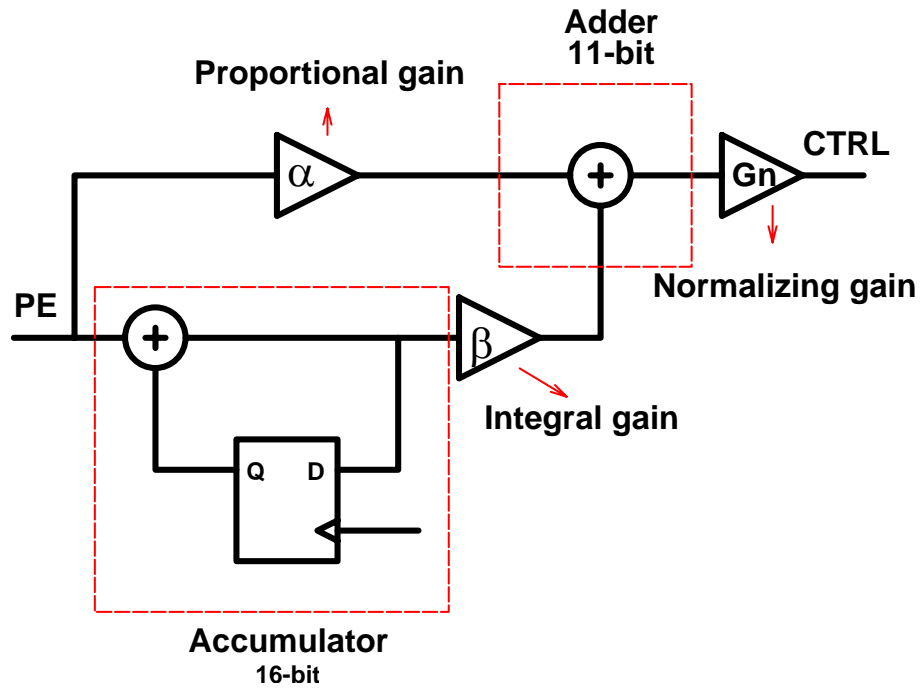 Adder
11-bit
Proportional gain
CTRL
α
+
Gn
Normalizing gain
PE
+
β
Integral gain
Q D
Accumulator
16-bit